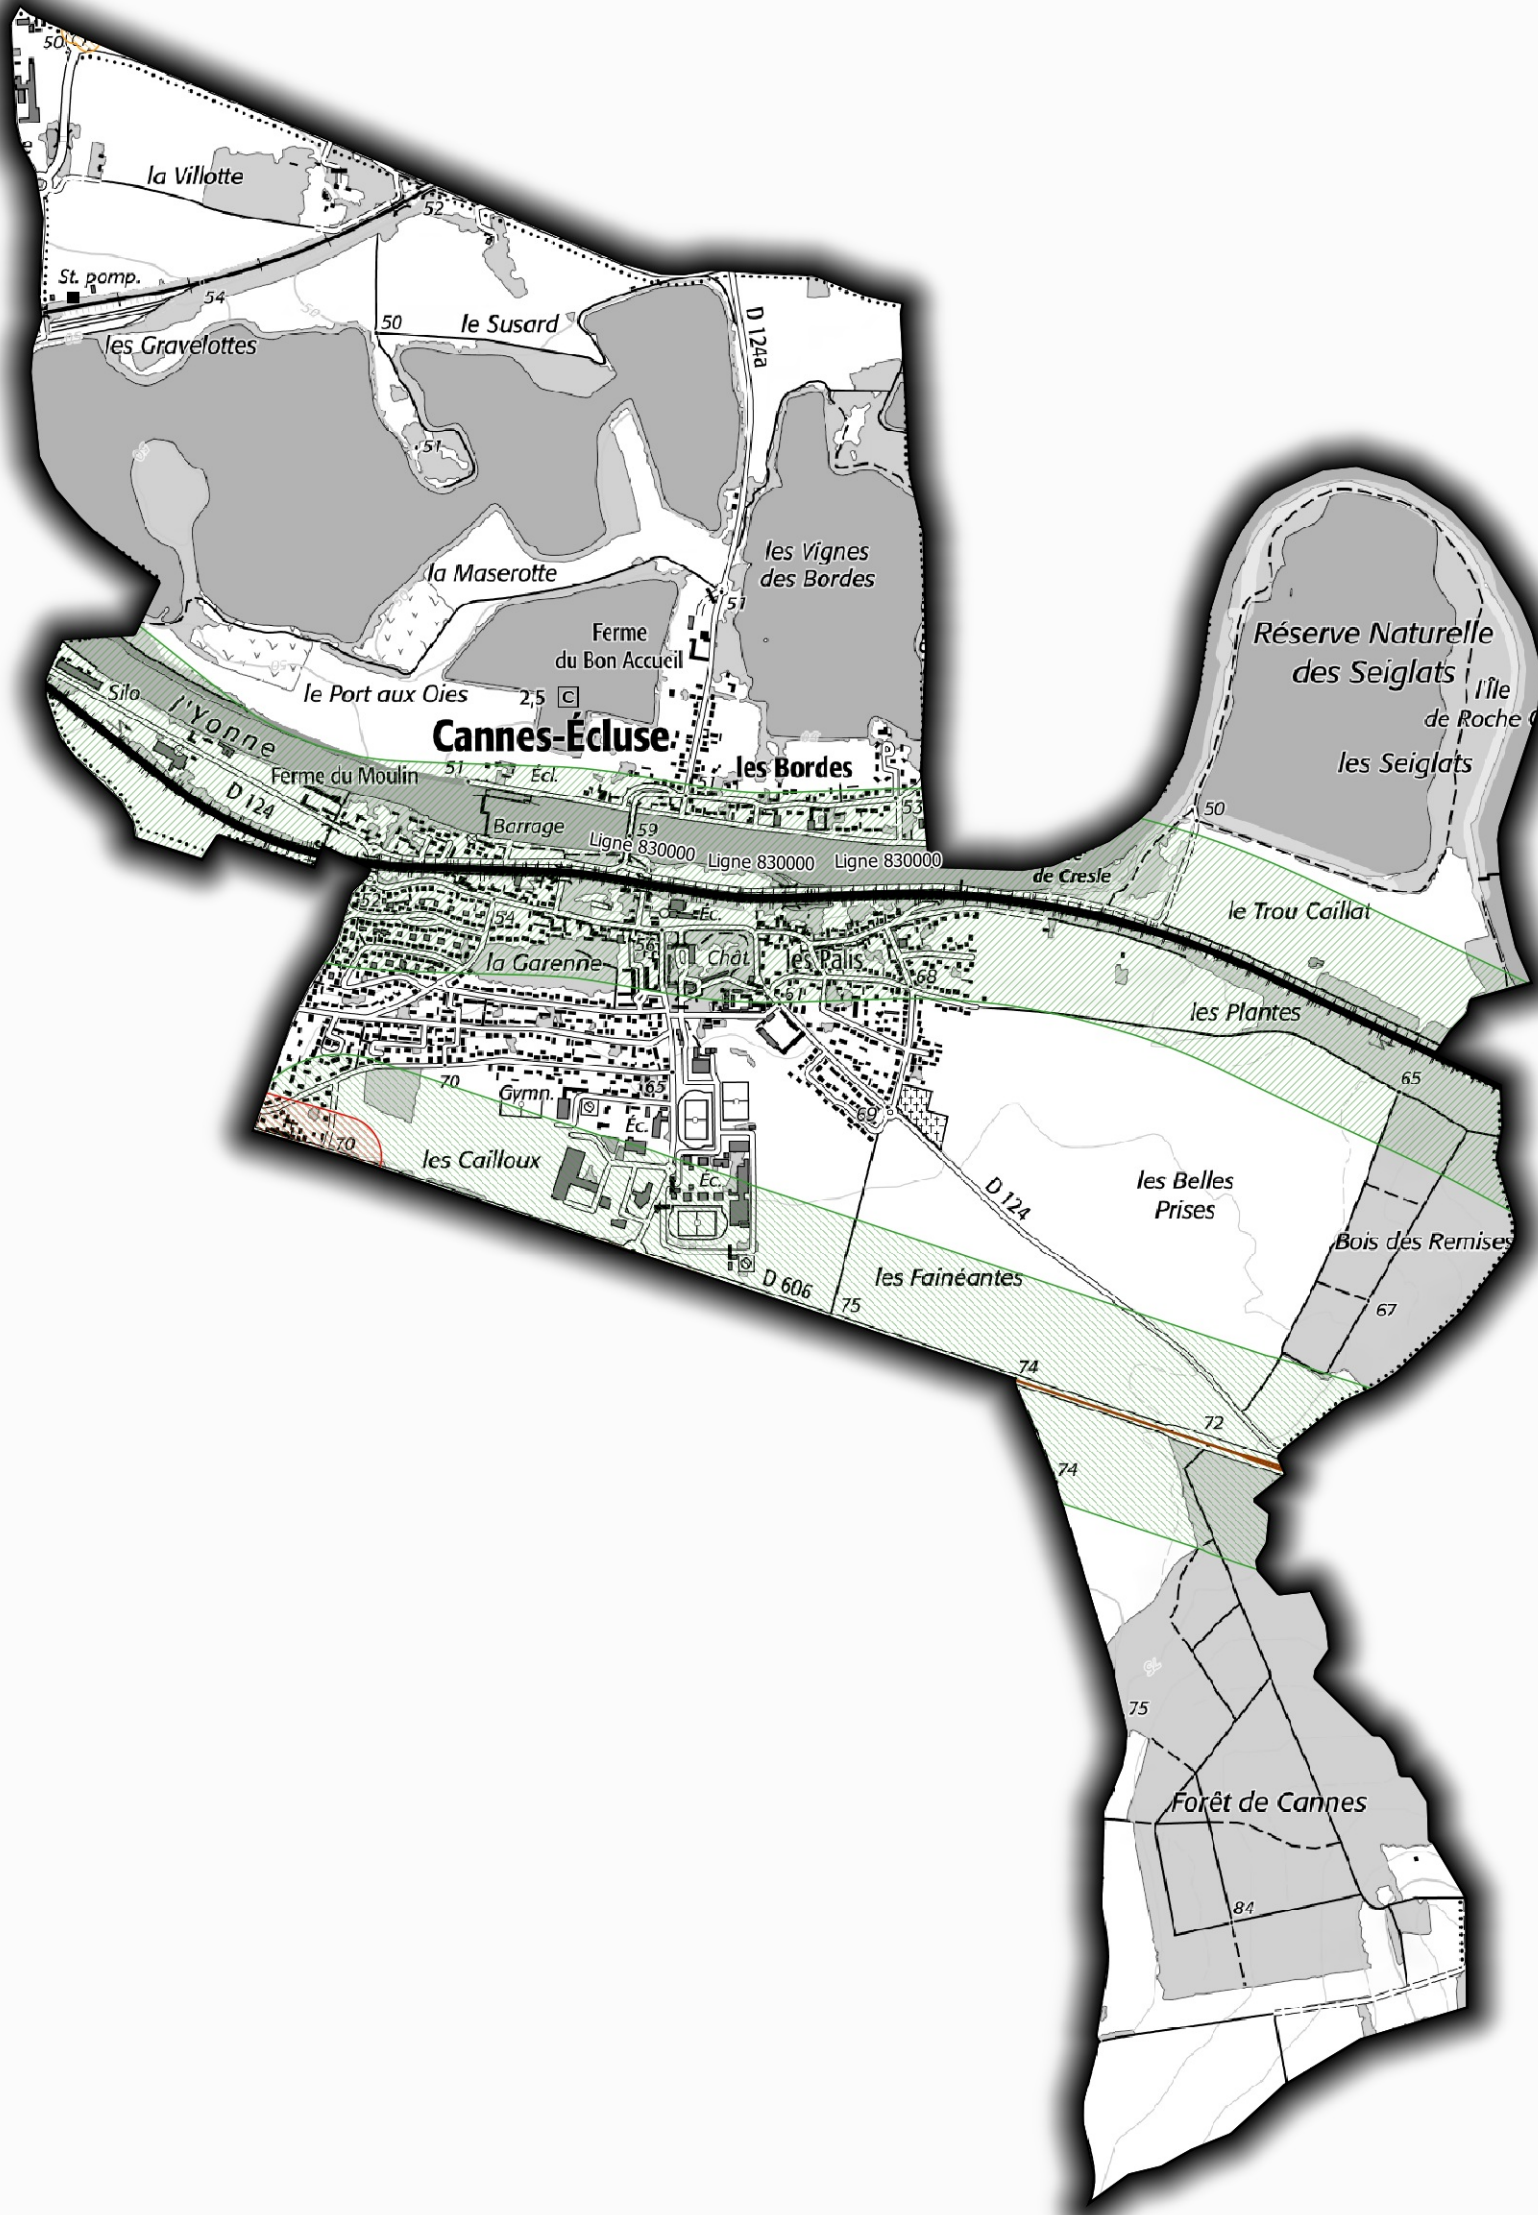 50
la Villotte
52
St. pomp.
54
50
50
le Susard
D 124a
les Gravelottes
51
les Vignes
des Bordes
la Maserotte
51
Ferme
du Bon Accueil
Réserve Naturelle
des Seiglats
l'Île
de Roche
les Seiglats
Silo
l'Yonne
le Port aux Oies
2,5
C
Cannes-Écluse
51
Écl.
les Bordes
51
53
Ferme du Moulin
D 124
Barrage
59
Ligne 830000
Ligne 830000
Ligne 830000
50
de Cresle
le Trou Caillat
52
54
Éc.
56
la Garenne
Chât
les Palis
68
61
les Plantes
65
70
Gymn.
65
69
Éc.
70
les Cailloux
Éc.
D 124
les Belles
Prises
Bois des Remises
D 606
75
les Fainéantes
67
74
72
74
75
75
Forêt de Cannes
84